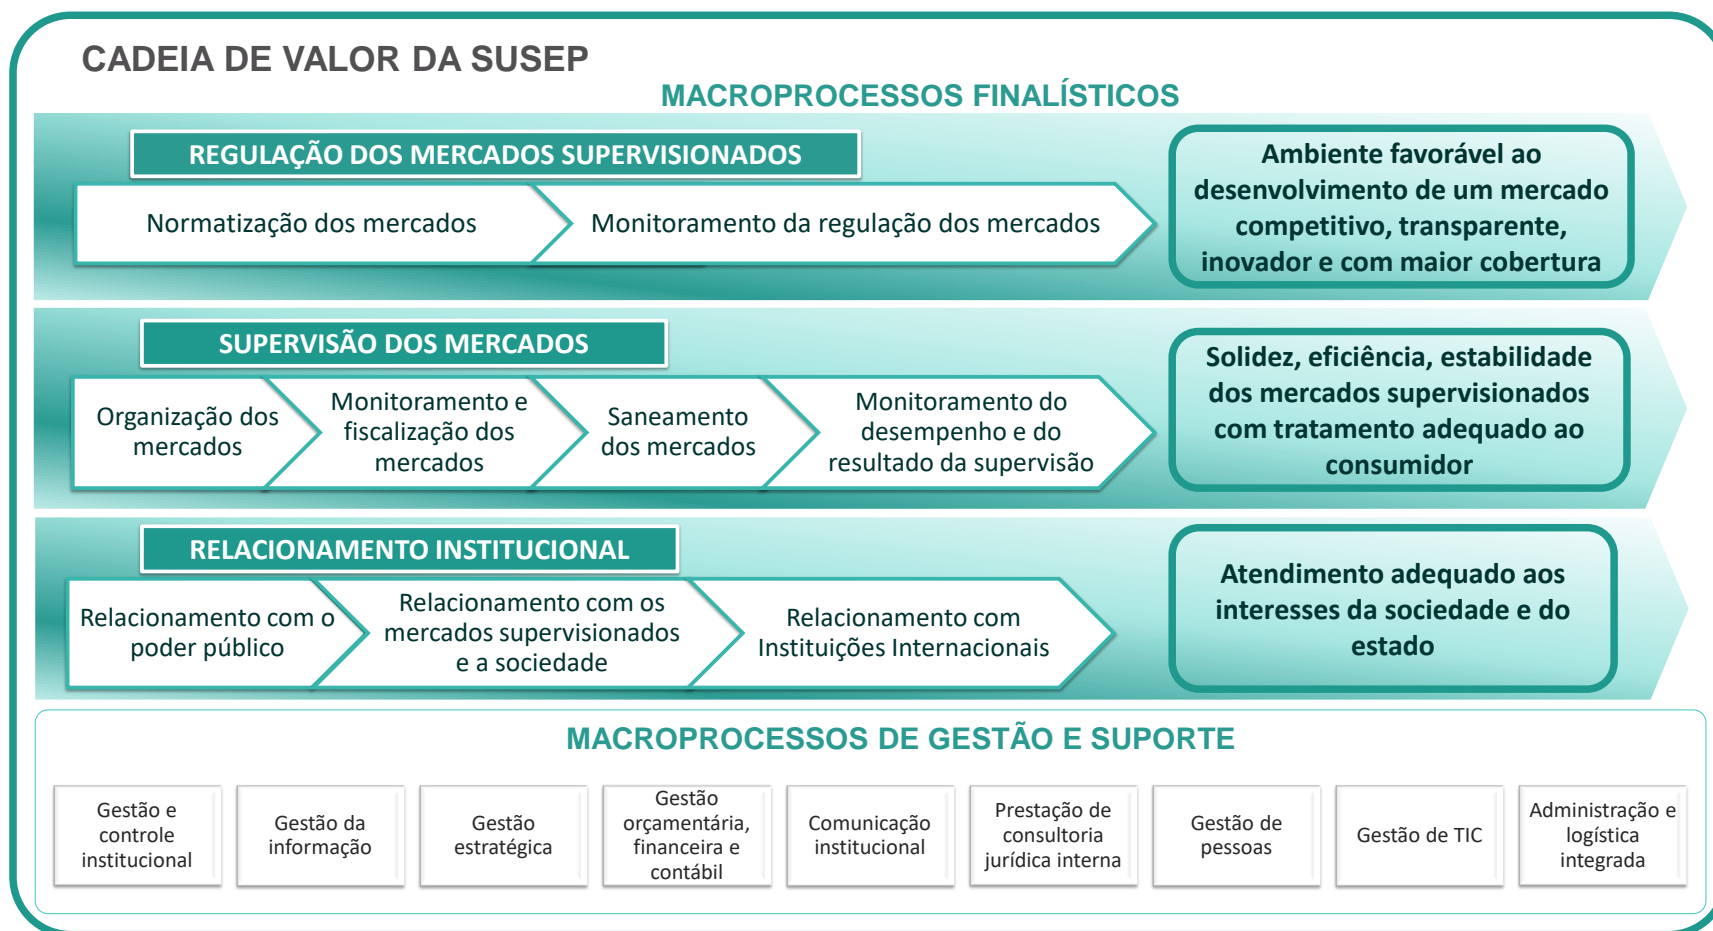 CADEIA DE VALOR DA SUSEP
MACROPROCESSOS FINALÍSTICOS
REGULAÇÃO DOS MERCADOS SUPERVISIONADOS
Normatização dos mercados
Monitoramento da regulação dos mercados
Ambiente favorável ao
desenvolvimento de um mercado
competitivo, transparente,
inovador e com maior cobertura
SUPERVISÃO DOS MERCADOS
Organização dos
mercados
Monitoramento e
fiscalização dos
mercados
Saneamento
dos mercados
Monitoramento do
desempenho e do
resultado da supervisão
Solidez, eficiência, estabilidade
dos mercados supervisionados
com tratamento adequado ao
consumidor
RELACIONAMENTO INSTITUCIONAL
Relacionamento com o
poder público
Relacionamento com os
mercados supervisionados
e a sociedade
Relacionamento com
Instituições Internacionais
Atendimento adequado aos
interesses da sociedade e do
estado
MACROPROCESSOS DE GESTÃO E SUPORTE
Gestão e
controle
institucional
Gestão da
informação
Gestão
estratégica
Gestão
orçamentária,
financeira e
contábil
Comunicação
institucional
Prestação de
consultoria
jurídica interna
Gestão de
pessoas
Gestão de TIC
Administração e
logística
integrada